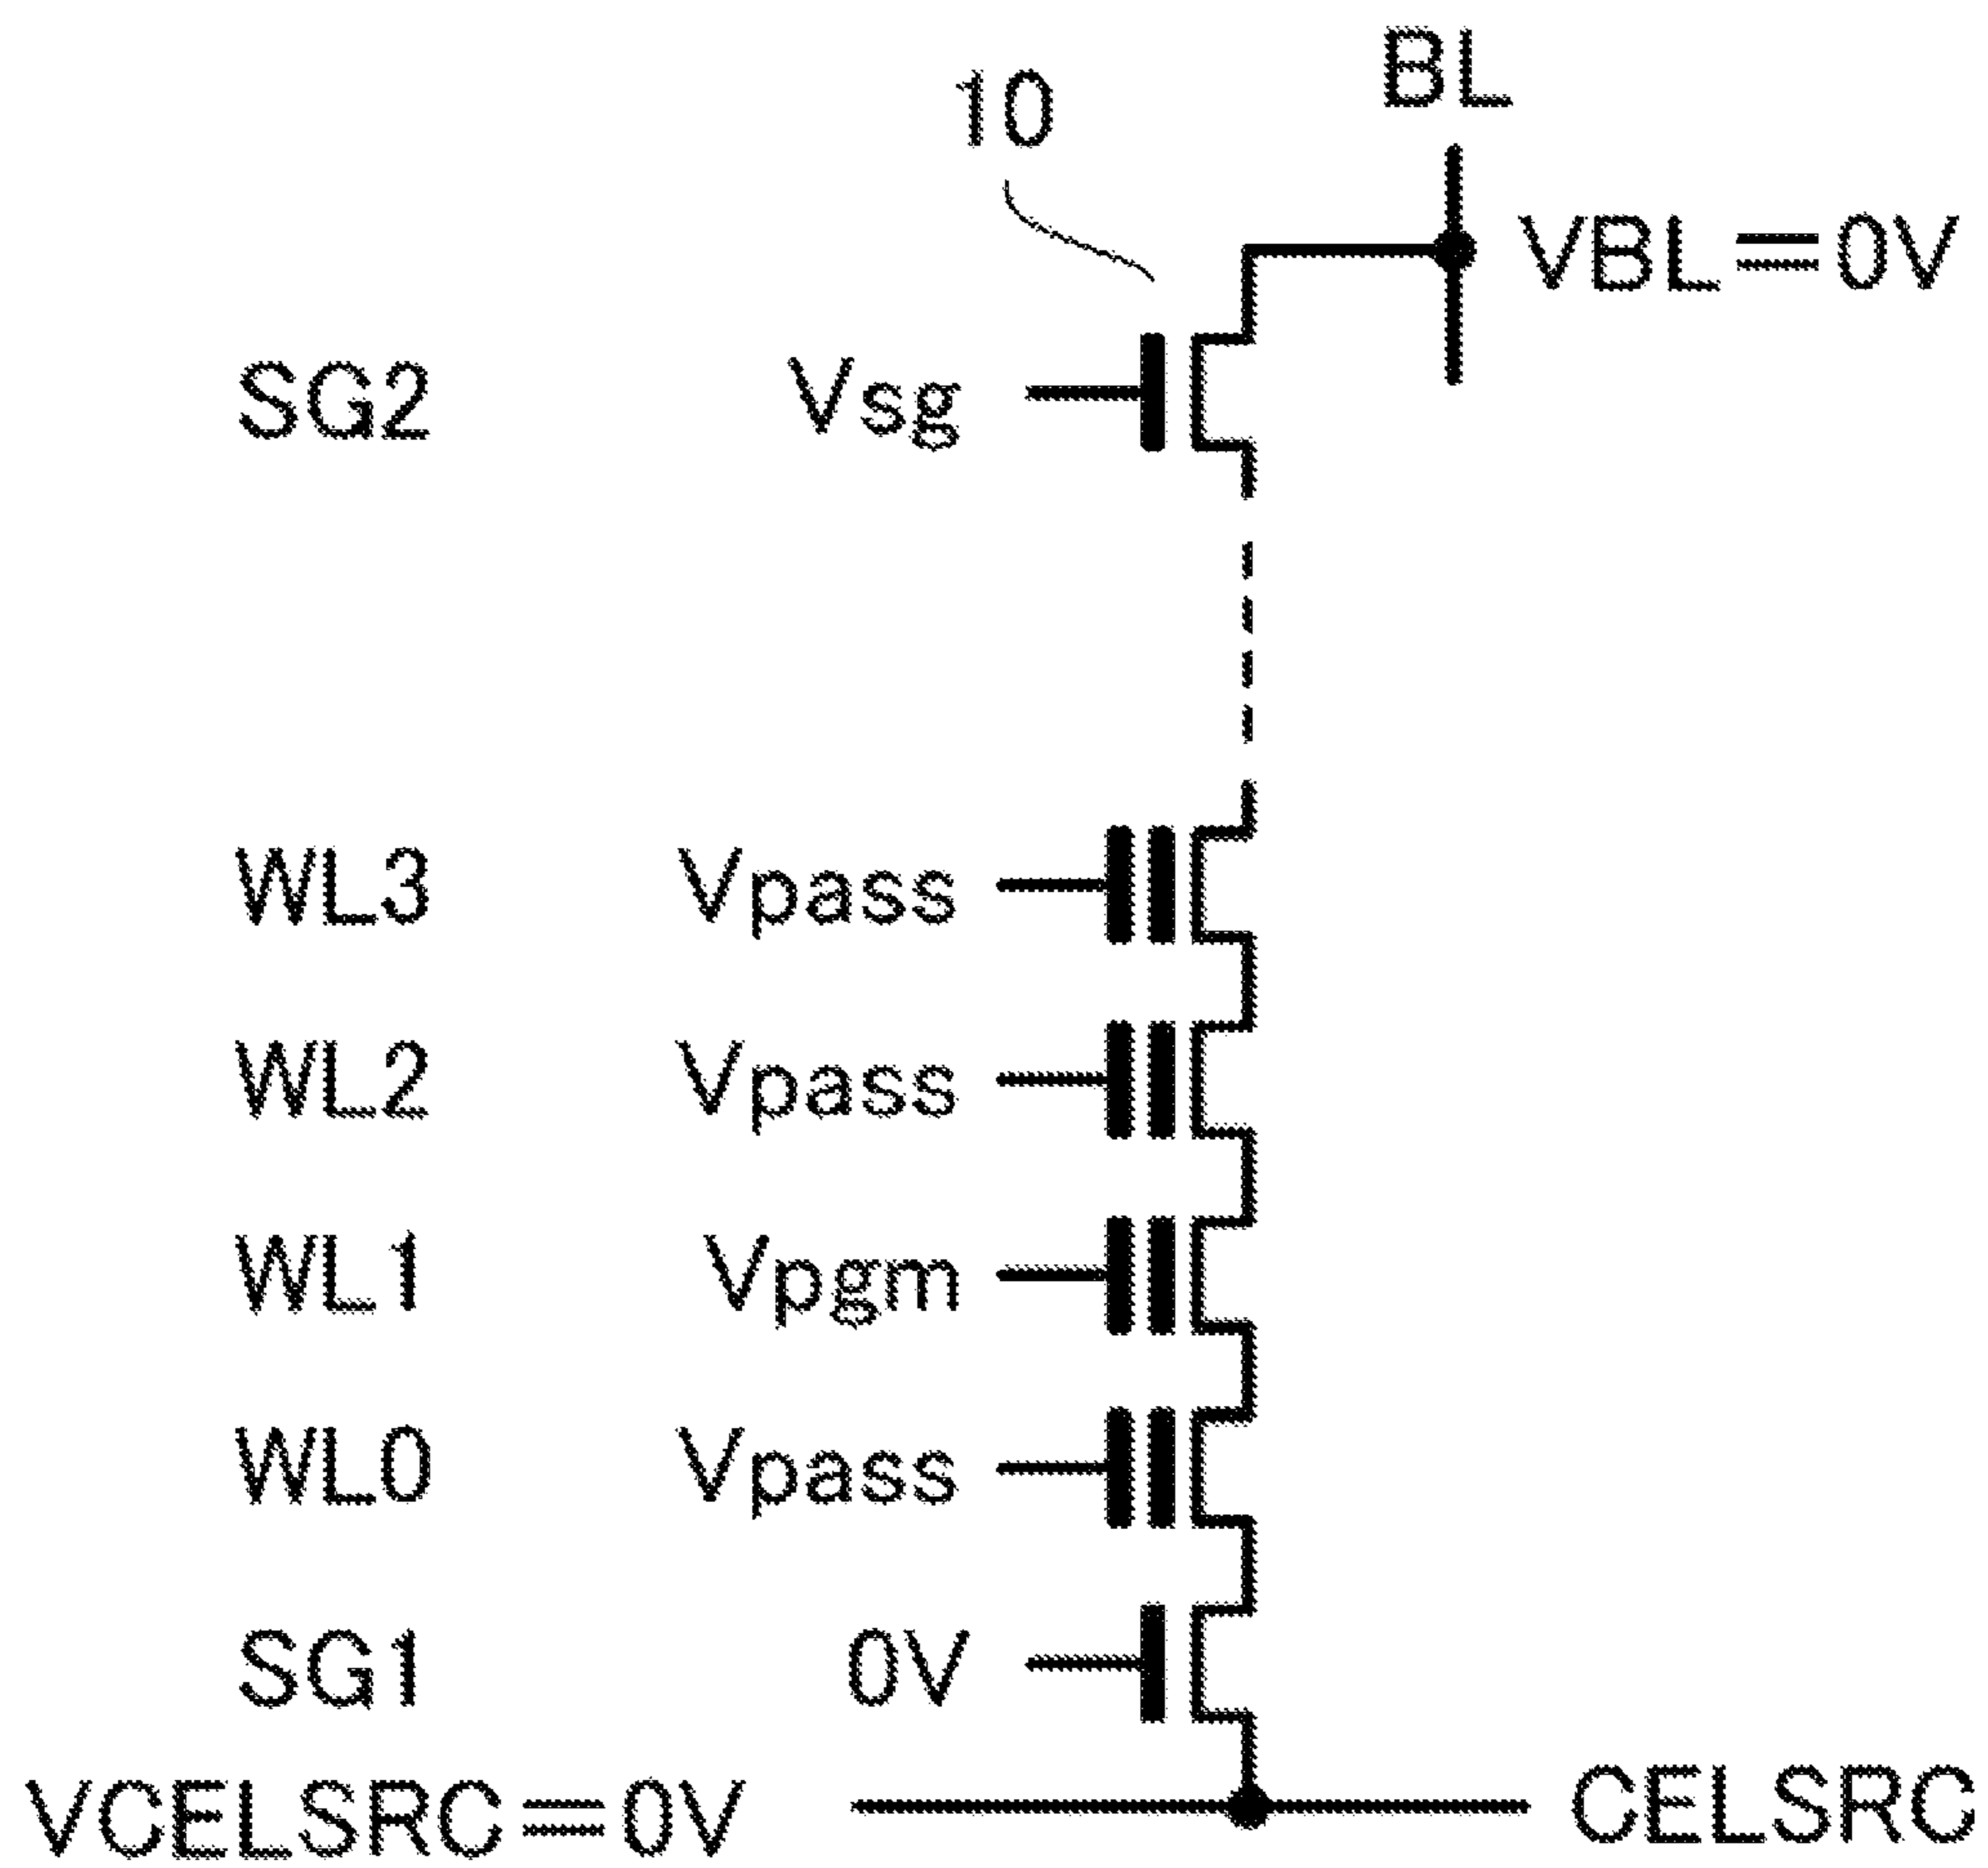 BL
10
VBL=0V
SG2 Vsg
WL3 Vpass
WL2 Vpass
WL1 Vpgm
WL0 Vpass
SG1 0V
VCELSRC=0V CELSRC